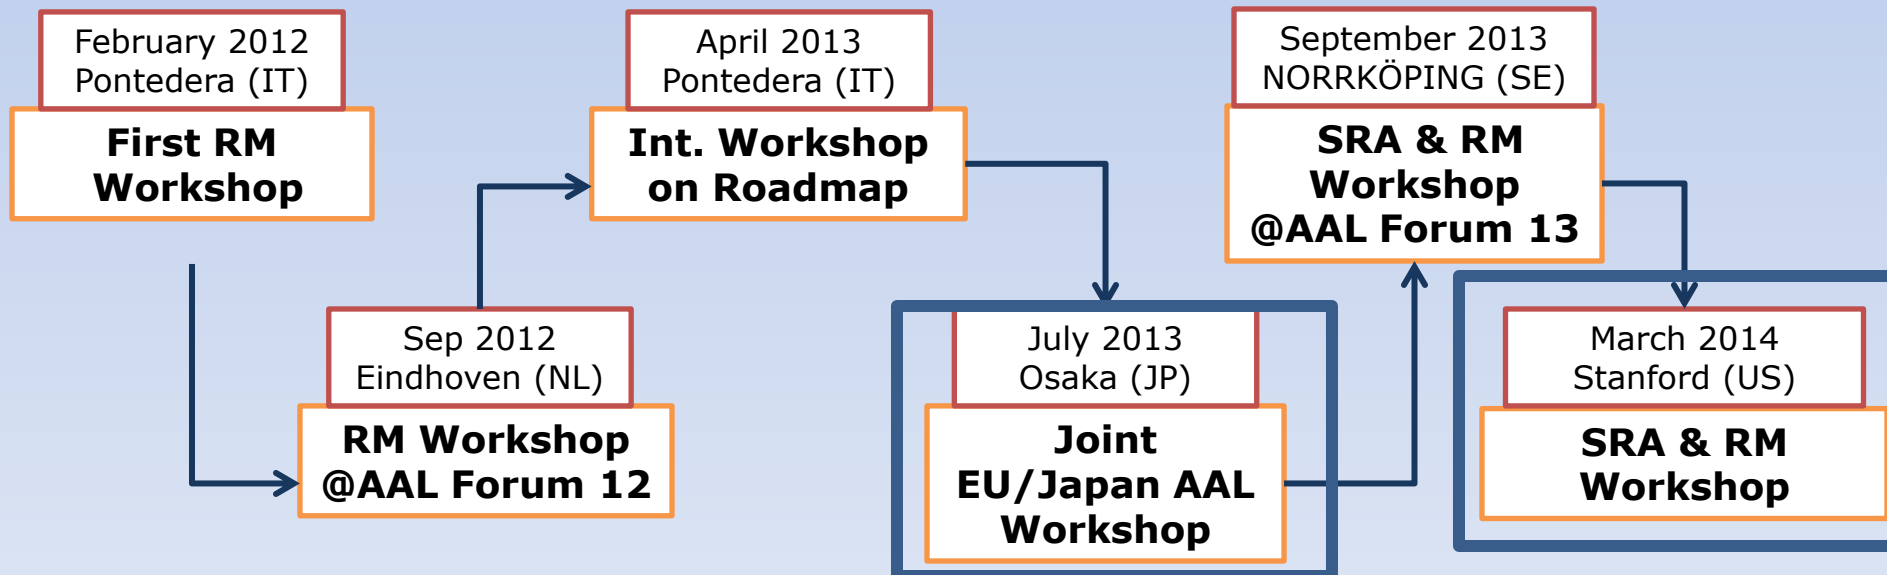 February 2012
Pontedera (IT)
First RM
Workshop
Sep 2012
Eindhoven (NL)
RM Workshop
@AAL Forum 12
April 2013
Pontedera (IT)
Int. Workshop
on Roadmap
July 2013
Osaka (JP)
Joint
EU/Japan AAL
Workshop
September 2013
NORRKÖPING (SE)
SRA & RM
Workshop
@AAL Forum 13
March 2014
Stanford (US)
SRA & RM
Workshop